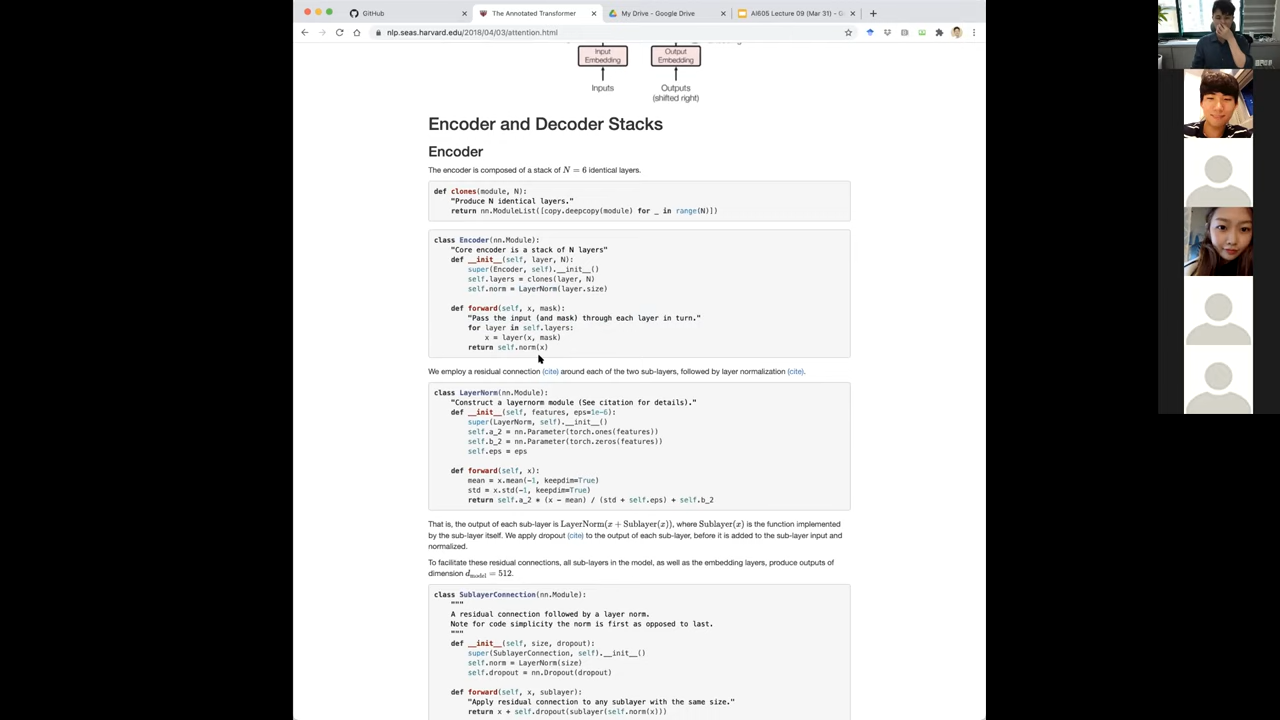 GitHub
The Annotated Transformer
My Drive - Google Drive
AI605 Lecture 09 (Mar 31) - G
nlp.seas.harvard.edu/2018/04/03/attention.html
Input
Embedding
Output
Embedding
Inputs
Outputs
(shifted right)
Encoder and Decoder Stacks
Encoder
The encoder is composed of a stack of N = 6 identical layers.
def clones(module, N):
"Produce N identical layers."
return nn.ModuleList([copy.deepcopy(module) for _ in range(N)])
class Encoder(nn.Module):
"Core encoder is a stack of N layers"
def __init__(self, layer, N):
super(Encoder, self).__init__()
self.layers = clones(layer, N)
self.norm = LayerNorm(layer.size)
def forward(self, x, mask):
"Pass the input (and mask) through each layer in turn."
for layer in self.layers:
x = layer(x, mask)
return self.norm(x)
We employ a residual connection (cite) around each of the two sub-layers, followed by layer normalization (cite).
class LayerNorm(nn.Module):
"Construct a layernorm module (See citation for details)."
def __init__(self, features, eps=1e-6):
super(LayerNorm, self).__init__()
self.a_2 = nn.Parameter(torch.ones(features))
self.b_2 = nn.Parameter(torch.zeros(features))
self.eps = eps
def forward(self, x):
mean = x.mean(-1, keepdim=True)
std = x.std(-1, keepdim=True)
return self.a_2 * (x - mean) / (std + self.eps) + self.b_2
That is, the output of each sub-layer is LayerNorm(x + Sublayer(x)), where Sublayer(x) is the function implemented
by the sub-layer itself. We apply dropout (cite) to the output of each sub-layer, before it is added to the sub-layer input and
normalized.
To facilitate these residual connections, all sub-layers in the model, as well as the embedding layers, produce outputs of
dimension d_model = 512.
class SublayerConnection(nn.Module):
"""
A residual connection followed by a layer norm.
Note for code simplicity the norm is first as opposed to last.
"""
def __init__(self, size, dropout):
super(SublayerConnection, self).__init__()
self.norm = LayerNorm(size)
self.dropout = nn.Dropout(dropout)
def forward(self, x, sublayer):
"Apply residual connection to any sublayer with the same size."
return x + self.dropout(sublayer(self.norm(x)))